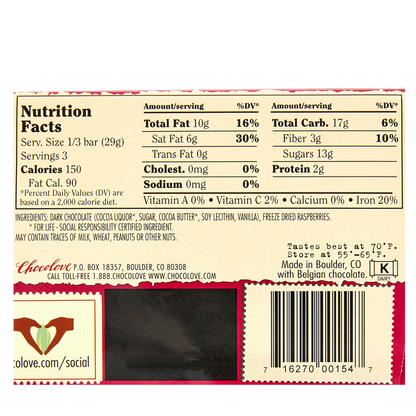 Nutrition Facts
Serv. Size 1/3 bar (29g)
Servings 3
Calories 150
Fat Cal. 90
*Percent Daily Values (DV) are
based on a 2,000 calorie diet.
Amount/serving %DV*
Total Fat 10g 16%
Sat Fat 6g 30%
Trans Fat 0g
Cholest. 0mg 0%
Sodium 0mg 0%
Amount/serving %DV*
Total Carb. 17g 6%
Fiber 3g 10%
Sugars 13g
Protein 2g
Vitamin A 0% • Vitamin C 2% • Calcium 0% • Iron 20%
INGREDIENTS: DARK CHOCOLATE (COCOA LIQUOR*, SUGAR, COCOA BUTTER*, SOY LECITHIN, VANILLA), FREEZE DRIED RASPBERRIES.
* FOR LIFE - SOCIAL RESPONSIBILITY CERTIFIED INGREDIENT.
MAY CONTAIN TRACES OF MILK, WHEAT, PEANUTS OR OTHER NUTS.
Tastes best at 70°F.
Store at 55°-65°F.
Chocolove P.O. BOX 18357, BOULDER, CO 80308
CALL TOLL-FREE 1.888.CHOCOLOVE WWW.CHOCOLOVE.COM
Made in Boulder, CO
with Belgian chocolate.
K
DAIRY
colove.com/social
7 16270 00154 7